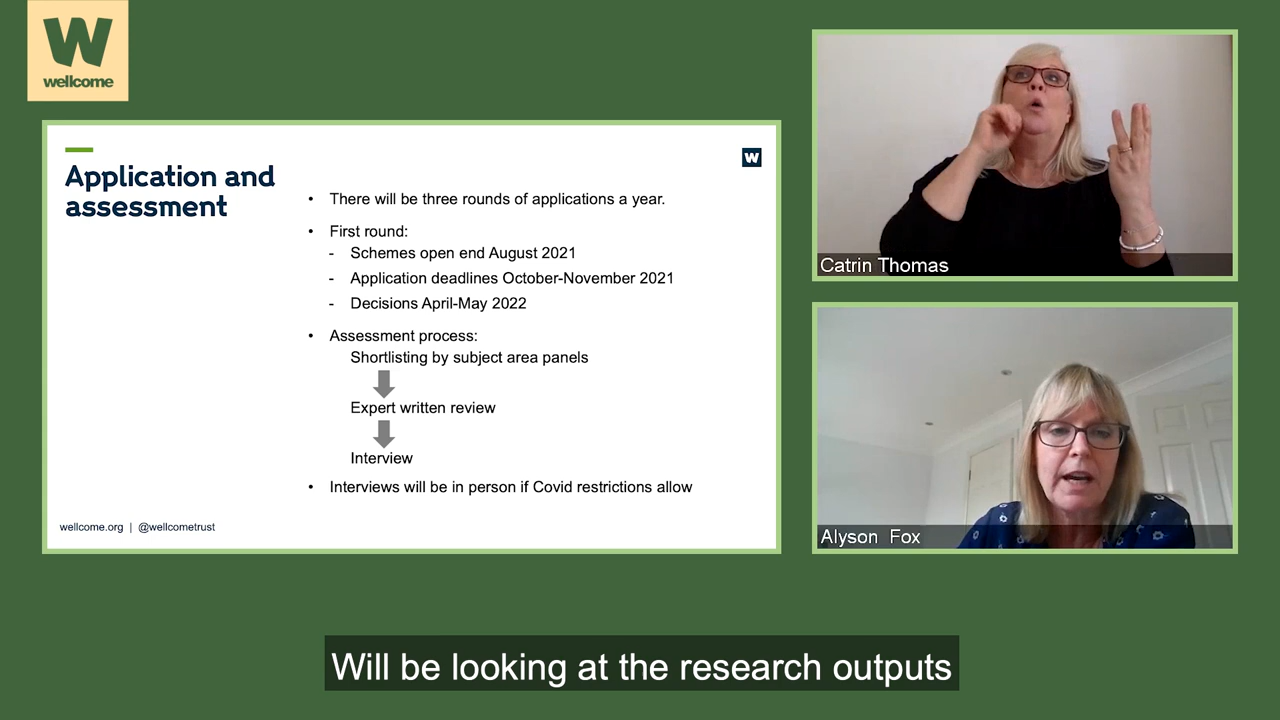 W
wellcome
Application and
assessment
W
• There will be three rounds of applications a year.
• First round:
- Schemes open end August 2021
- Application deadlines October-November 2021
- Decisions April-May 2022
• Assessment process:
Shortlisting by subject area panels
Expert written review
Interview
• Interviews will be in person if Covid restrictions allow
wellcome.org | @wellcometrust
Catrin Thomas
Alyson Fox
Will be looking at the research outputs